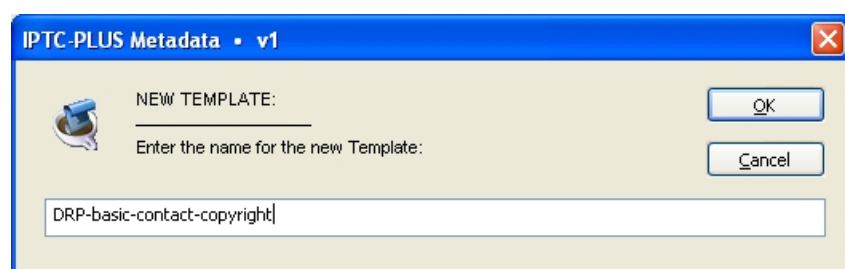 IPTC-PLUS Metadata • v1
NEW TEMPLATE:
OK
Enter the name for the new Template:
Cancel
DRP-basic-contact-copyright